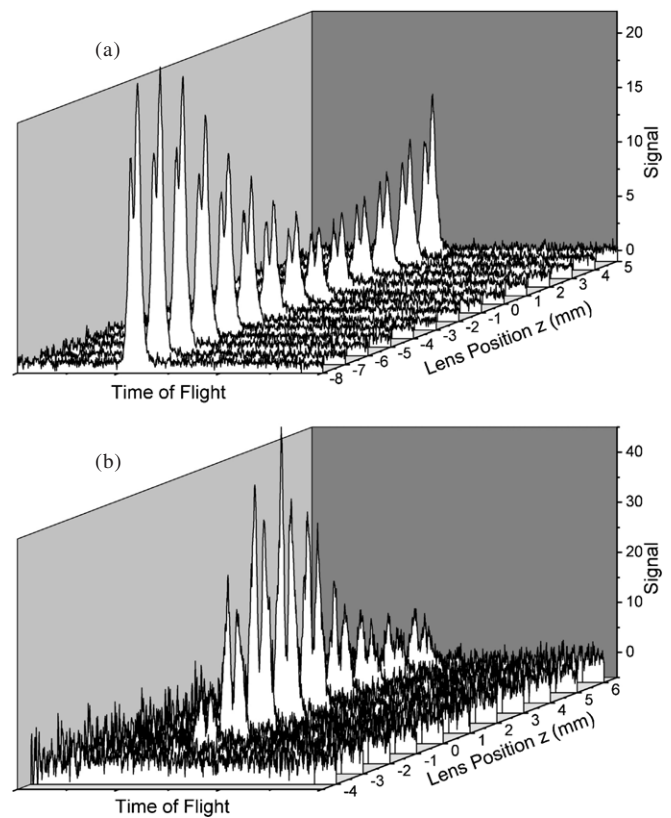 (a)
20
15
10
5
0
Signal
-8 -7 -6 -5 -4 -3 -2 -1 0 1 2 3 4 5
Lens Position z (mm)
Time of Flight
(b)
40
30
20
10
0
Signal
-4 -3 -2 -1 0 1 2 3 4 5 6
Lens Position z (mm)
Time of Flight